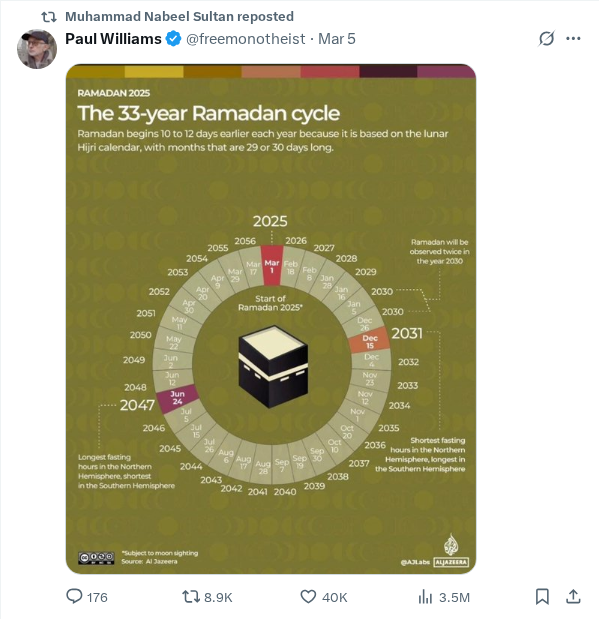 Muhammad Nabeel Sultan reposted
Paul Williams @freemonotheist · Mar 5
RAMADAN 2025
The 33-year Ramadan cycle
Ramadan begins 10 to 12 days earlier each year because it is based on the lunar
Hijri calendar, with months that are 29 or 30 days long.
2025
Mar 1
2026
Feb 18
2027
Feb 8
2028
Jan 28
2029
Jan 16
2030
Jan 5
2030
Dec 26
Ramadan will be
observed twice in
the year 2030
2031
Dec 15
2032
Dec 4
2033
Nov 23
2034
Nov 12
2035
Nov 1
2036
Oct 20
2037
Oct 10
2038
Sep 30
2039
Sep 19
2040
Sep 7
2041
Aug 28
2042
Aug 17
2043
Aug 6
2044
Jul 26
2045
Jul 15
2046
Jul 5
2047
Jun 24
2048
Jun 12
2049
Jun 2
2050
May 22
2051
May 11
2052
Apr 30
2053
Apr 20
2054
Apr 9
2055
Mar 29
2056
Mar 17
Start of
Ramadan 2025*
Shortest fasting
hours in the Northern
Hemisphere, longest in
the Southern Hemisphere
Longest fasting
hours in the Northern
Hemisphere, shortest
in the Southern Hemisphere
*Subject to moon sighting
Source: Al Jazeera
@AJLabs ALJAZEERA
176 8.9K 40K 3.5M